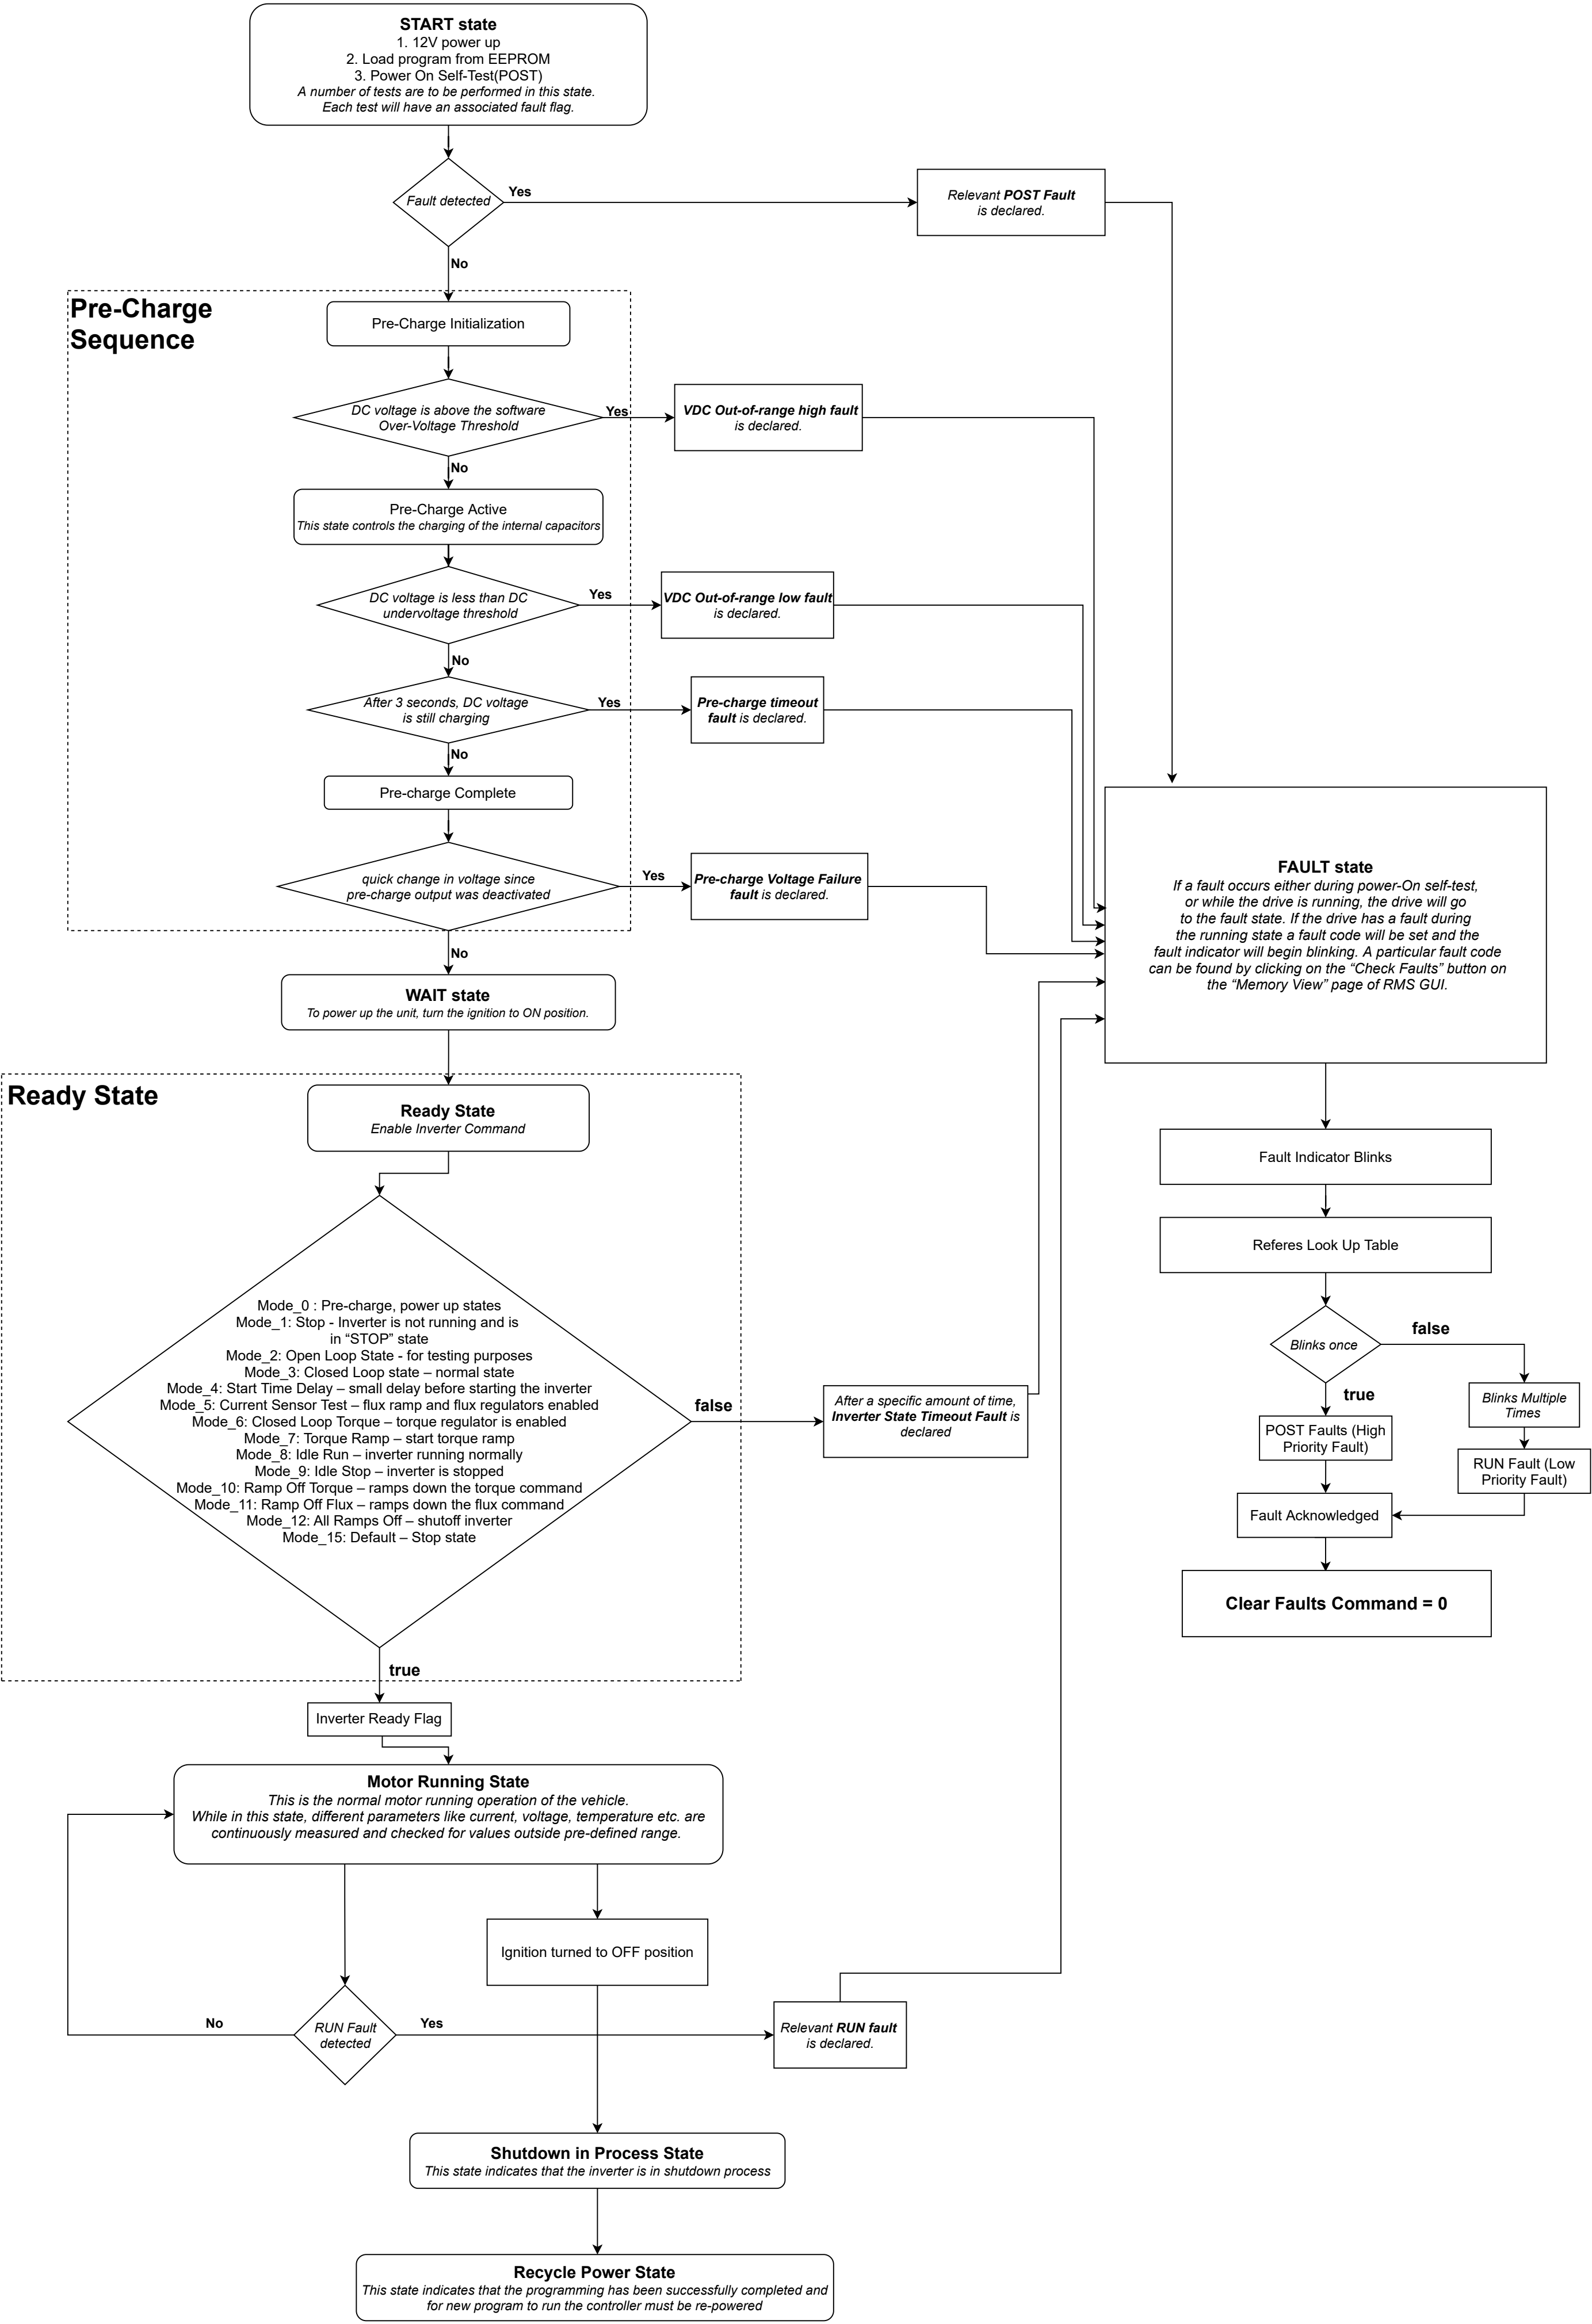 START state
1. 12V power up
2. Load program from EEPROM
3. Power On Self-Test(POST)
A number of tests are to be performed in this state.
Each test will have an associated fault flag.
Fault detected
Yes
Relevant POST Fault
is declared.
No
Pre-Charge
Sequence
Pre-Charge Initialization
DC voltage is above the software
Over-Voltage Threshold
Yes
VDC Out-of-range high fault
is declared.
No
Pre-Charge Active
This state controls the charging of the internal capacitors
DC voltage is less than DC
undervoltage threshold
Yes
VDC Out-of-range low fault
is declared.
No
After 3 seconds, DC voltage
is still charging
Yes
Pre-charge timeout
fault is declared.
No
Pre-charge Complete
quick change in voltage since
pre-charge output was deactivated
Yes
Pre-charge Voltage Failure
fault is declared.
No
WAIT state
To power up the unit, turn the ignition to ON position.
FAULT state
If a fault occurs either during power-On self-test,
or while the drive is running, the drive will go
to the fault state. If the drive has a fault during
the running state a fault code will be set and the
fault indicator will begin blinking. A particular fault code
can be found by clicking on the “Check Faults” button on
the “Memory View” page of RMS GUI.
Ready State
Ready State
Enable Inverter Command
Mode_0 : Pre-charge, power up states
Mode_1: Stop - Inverter is not running and is
in “STOP” state
Mode_2: Open Loop State - for testing purposes
Mode_3: Closed Loop state – normal state
Mode_4: Start Time Delay – small delay before starting the inverter
Mode_5: Current Sensor Test – flux ramp and flux regulators enabled
Mode_6: Closed Loop Torque – torque regulator is enabled
Mode_7: Torque Ramp – start torque ramp
Mode_8: Idle Run – inverter running normally
Mode_9: Idle Stop – inverter is stopped
Mode_10: Ramp Off Torque – ramps down the torque command
Mode_11: Ramp Off Flux – ramps down the flux command
Mode_12: All Ramps Off – shutoff inverter
Mode_15: Default – Stop state
false
After a specific amount of time,
Inverter State Timeout Fault is
declared
true
Fault Indicator Blinks
Referes Look Up Table
Blinks once
false
true
Blinks Multiple
Times
POST Faults (High
Priority Fault)
RUN Fault (Low
Priority Fault)
Fault Acknowledged
Clear Faults Command = 0
Inverter Ready Flag
Motor Running State
This is the normal motor running operation of the vehicle.
While in this state, different parameters like current, voltage, temperature etc. are
continuously measured and checked for values outside pre-defined range.
Ignition turned to OFF position
No
RUN Fault
detected
Yes
Relevant RUN fault
is declared.
Shutdown in Process State
This state indicates that the inverter is in shutdown process
Recycle Power State
This state indicates that the programming has been successfully completed and
for new program to run the controller must be re-powered